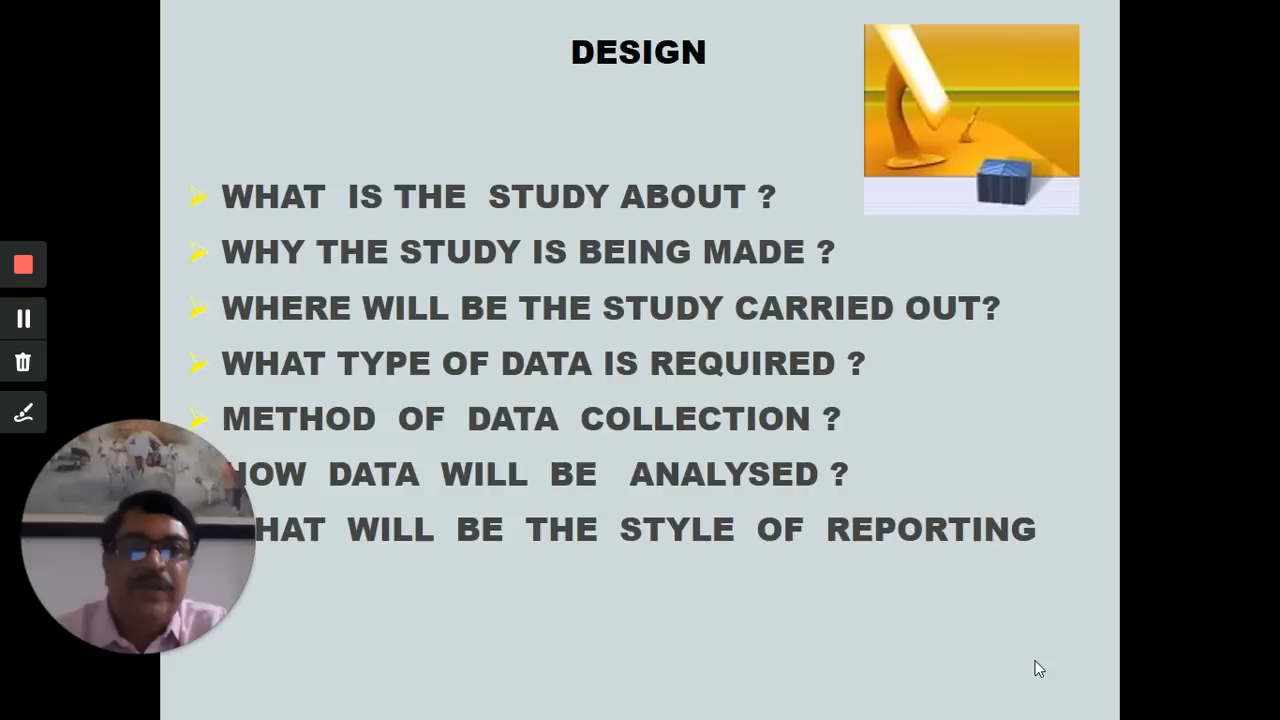 DESIGN
WHAT IS THE STUDY ABOUT ?
WHY THE STUDY IS BEING MADE ?
WHERE WILL BE THE STUDY CARRIED OUT?
WHAT TYPE OF DATA IS REQUIRED ?
METHOD OF DATA COLLECTION ?
HOW DATA WILL BE ANALYSED ?
HAT WILL BE THE STYLE OF REPORTING